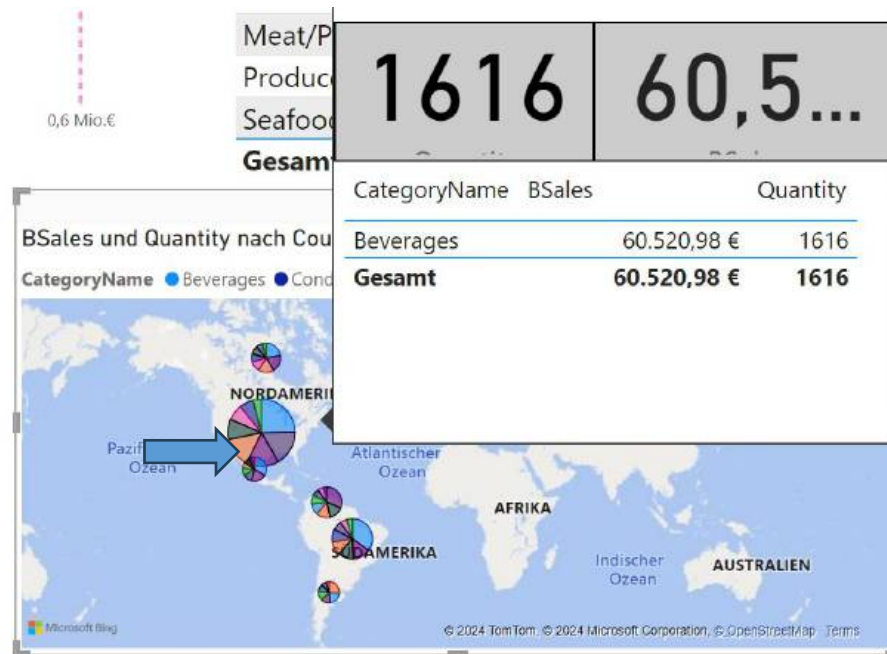 Meat/P
Produc
0,6 Mio.€
Seafood
Gesamt
1616
60,5...
CategoryName BSales Quantity
Beverages 60.520,98 € 1616
Gesamt 60.520,98 € 1616
BSales und Quantity nach Cou
CategoryName Beverages Cond
NORDAMERI
Pazif
Ozean
Atlantischer
Ozean
AFRIKA
SÜDAMERIKA
Indischer
Ozean
AUSTRALIEN
Microsoft Bing
© 2024 TomTom, © 2024 Microsoft Corporation, © OpenStreetMap Terms